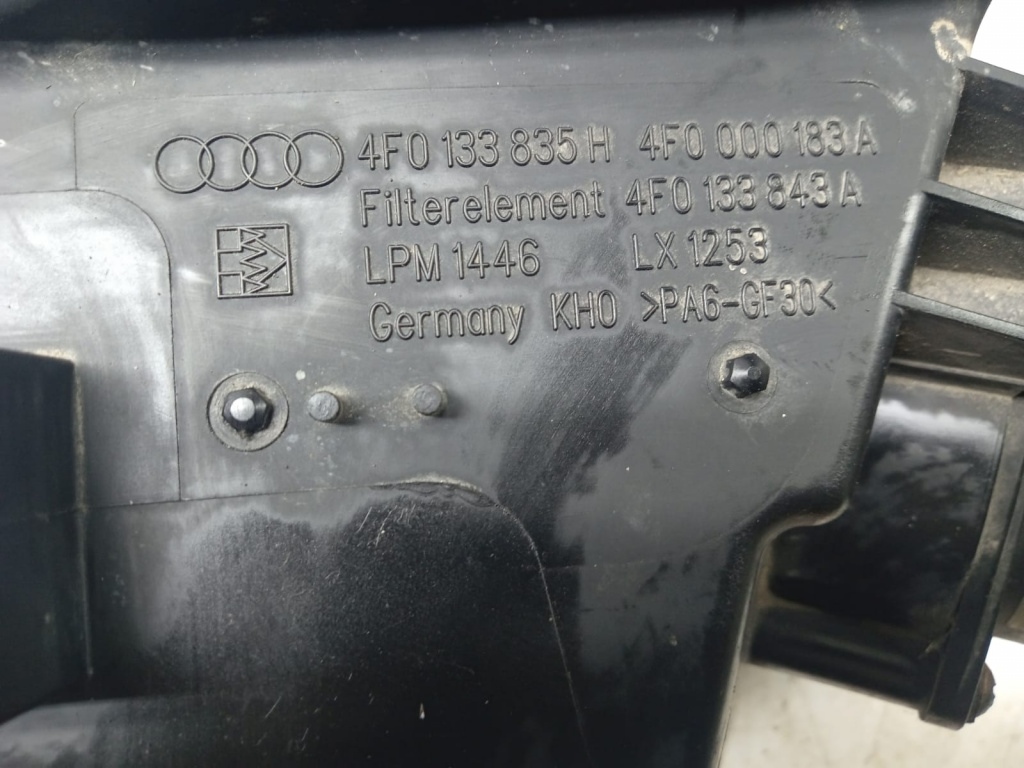 4F0 133 835 H 4F0 000 183 A
Filterelement 4F0 133 843 A
LPM 1446 LX 1253
Germany KHO >PA6-GF30<